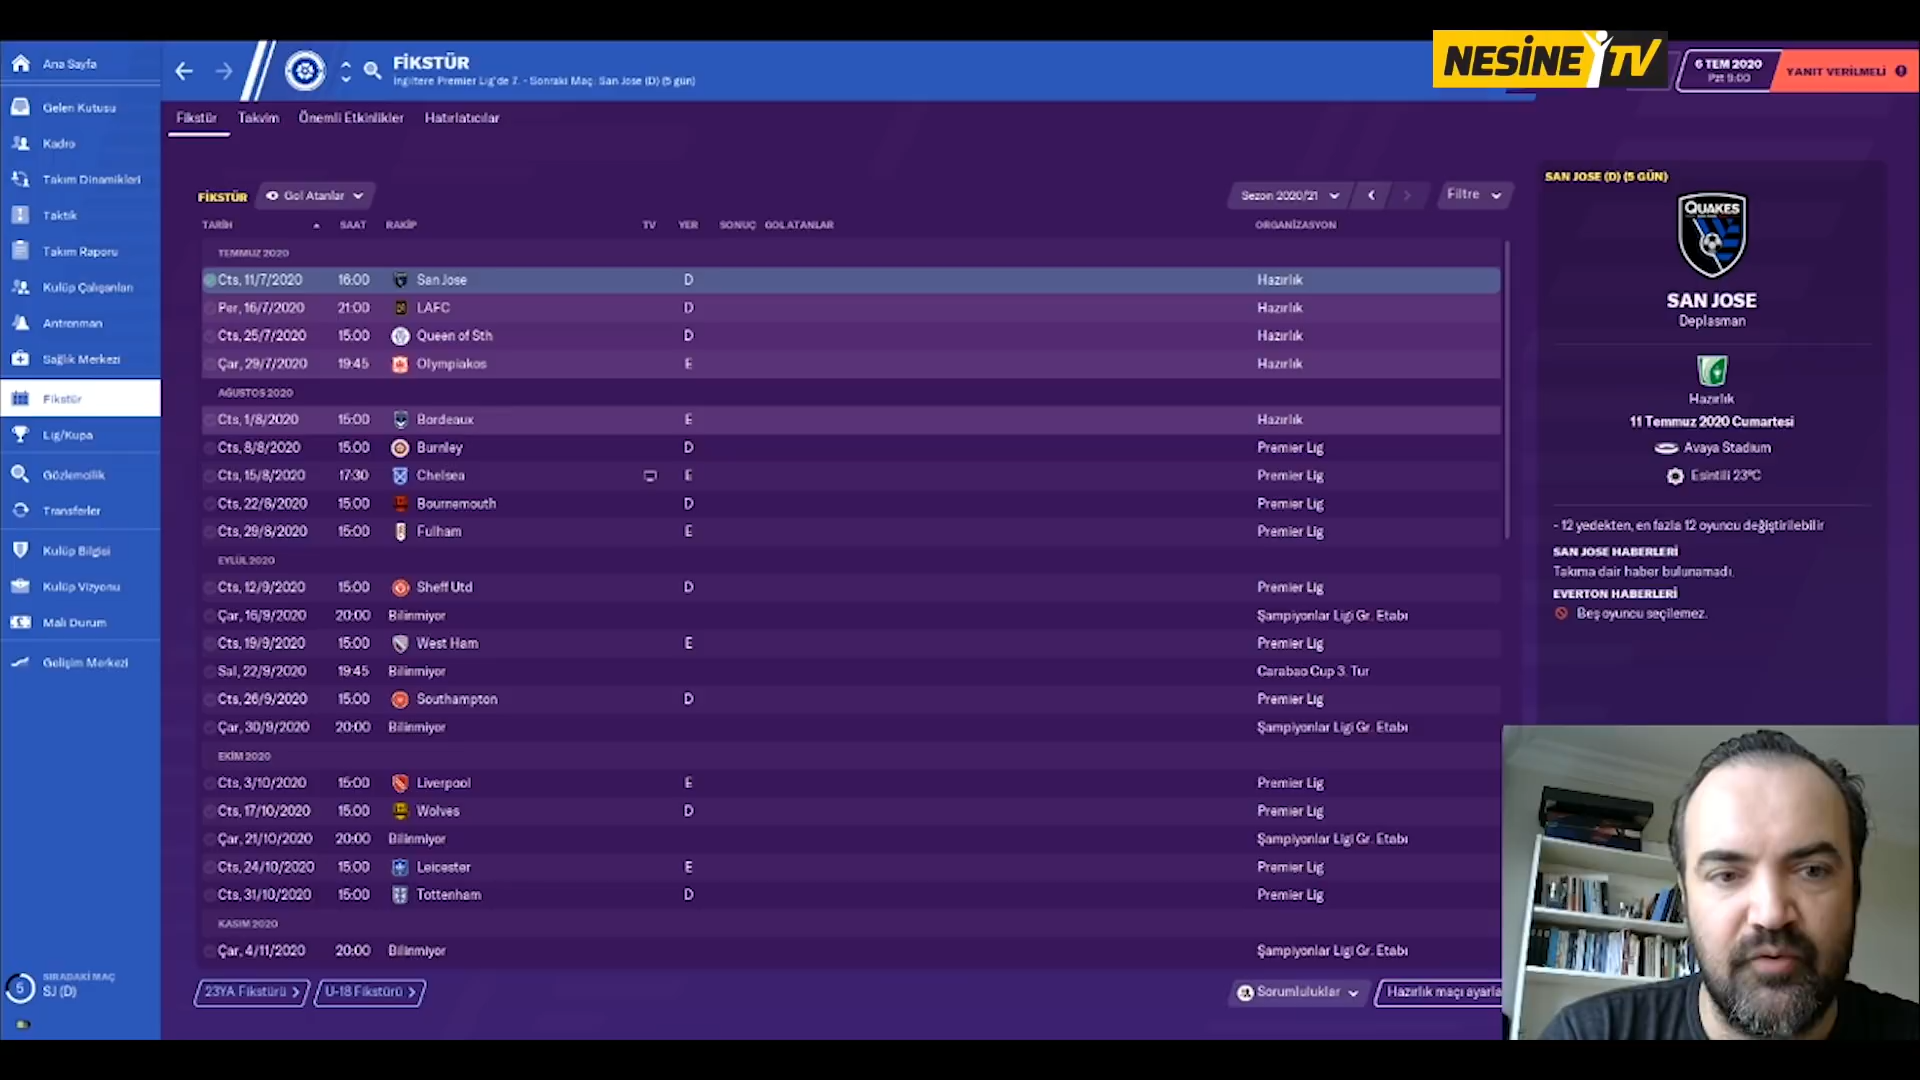 NESİNE TV
Ana Sayfa
FİKSTÜR
İngiltere Premier Lig'de 7. - Sonraki Maç: San Jose (D) (5 gün)
6 TEM 2020
Pzt 9:00
YANIT VERİLMELİ
Gelen Kutusu
Kadro
Takım Dinamikleri
Taktik
Takım Raporu
Kulüp Çalışanları
Antrenman
Sağlık Merkezi
Fikstür
Lig/Kupa
Gözlemcilik
Transferler
Kulüp Bilgisi
Kulüp Vizyonu
Mali Durum
Gelişim Merkezi
5
SIRADAKİ MAÇ
SJ (D)
Fikstür Takvim Önemli Etkinlikler Hatırlatıcılar
FİKSTÜR Gol Atanlar Sezon 2020/21 Filtre
TARİH SAAT RAKİP TV YER SONUÇ GOL ATANLAR ORGANİZASYON
TEMMUZ 2020
Cts, 11/7/2020 16:00 San Jose D Hazırlık
Per, 16/7/2020 21:00 LAFC D Hazırlık
Cts, 25/7/2020 15:00 Queen of Sth D Hazırlık
Çar, 29/7/2020 19:45 Olympiakos E Hazırlık
AĞUSTOS 2020
Cts, 1/8/2020 15:00 Bordeaux E Hazırlık
Cts, 8/8/2020 15:00 Burnley D Premier Lig
Cts, 15/8/2020 17:30 Chelsea E Premier Lig
Cts, 22/8/2020 15:00 Bournemouth D Premier Lig
Cts, 29/8/2020 15:00 Fulham E Premier Lig
EYLÜL 2020
Cts, 12/9/2020 15:00 Sheff Utd D Premier Lig
Çar, 16/9/2020 20:00 Bilinmiyor Şampiyonlar Ligi Gr. Etabı
Cts, 19/9/2020 15:00 West Ham E Premier Lig
Sal, 22/9/2020 19:45 Bilinmiyor Carabao Cup 3. Tur
Cts, 26/9/2020 15:00 Southampton D Premier Lig
Çar, 30/9/2020 20:00 Bilinmiyor Şampiyonlar Ligi Gr. Etabı
EKİM 2020
Cts, 3/10/2020 15:00 Liverpool E Premier Lig
Cts, 17/10/2020 15:00 Wolves D Premier Lig
Çar, 21/10/2020 20:00 Bilinmiyor Şampiyonlar Ligi Gr. Etabı
Cts, 24/10/2020 15:00 Leicester E Premier Lig
Cts, 31/10/2020 15:00 Tottenham D Premier Lig
KASIM 2020
Çar, 4/11/2020 20:00 Bilinmiyor Şampiyonlar Ligi Gr. Etabı
23YA Fikstürü U-18 Fikstürü Sorumluluklar Hazırlık maçı ayarla
SAN JOSE (D) (5 GÜN)
QUAKES
SAN JOSE
Deplasman
Hazırlık
11 Temmuz 2020 Cumartesi
Avaya Stadium
Esintili 23°C
- 12 yedekten, en fazla 12 oyuncu değiştirilebilir
SAN JOSE HABERLERİ
Takıma dair haber bulunamadı.
EVERTON HABERLERİ
Beş oyuncu seçilemez.